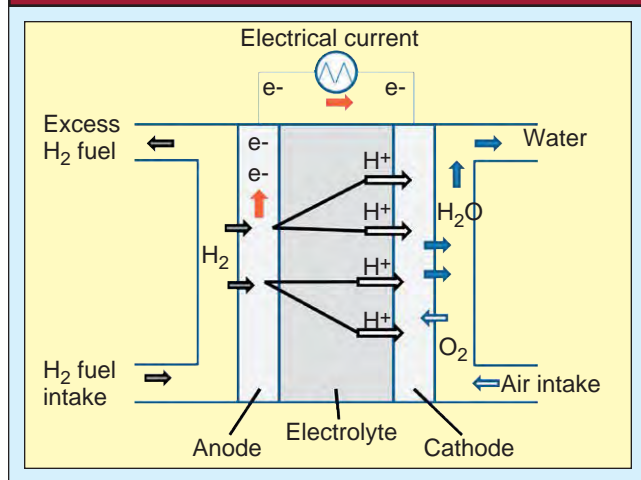 Electrical current
e- e-
Excess
H2 fuel
e-
e-
H+
Water
H+
H2O
H2
H+
H+
O2
H2 fuel
intake
Air intake
Anode
Electrolyte
Cathode